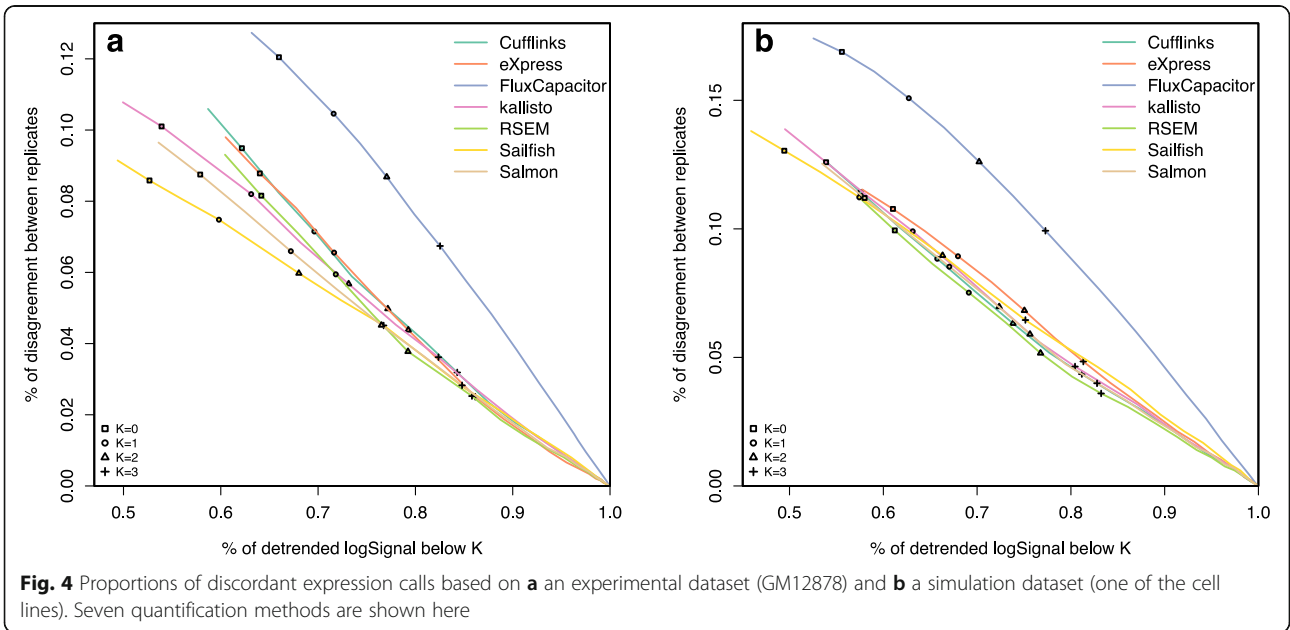 a
Cufflinks
eXpress
FluxCapacitor
kallisto
RSEM
Sailfish
Salmon
% of disagreement between replicates
0.00 0.02 0.04 0.06 0.08 0.10 0.12
K=0
K=1
K=2
K=3
0.5 0.6 0.7 0.8 0.9 1.0
% of detrended logSignal below K
b
Cufflinks
eXpress
FluxCapacitor
kallisto
RSEM
Sailfish
Salmon
% of disagreement between replicates
0.00 0.05 0.10 0.15
K=0
K=1
K=2
K=3
0.5 0.6 0.7 0.8 0.9 1.0
% of detrended logSignal below K
Fig. 4 Proportions of discordant expression calls based on a an experimental dataset (GM12878) and b a simulation dataset (one of the cell
lines). Seven quantification methods are shown here